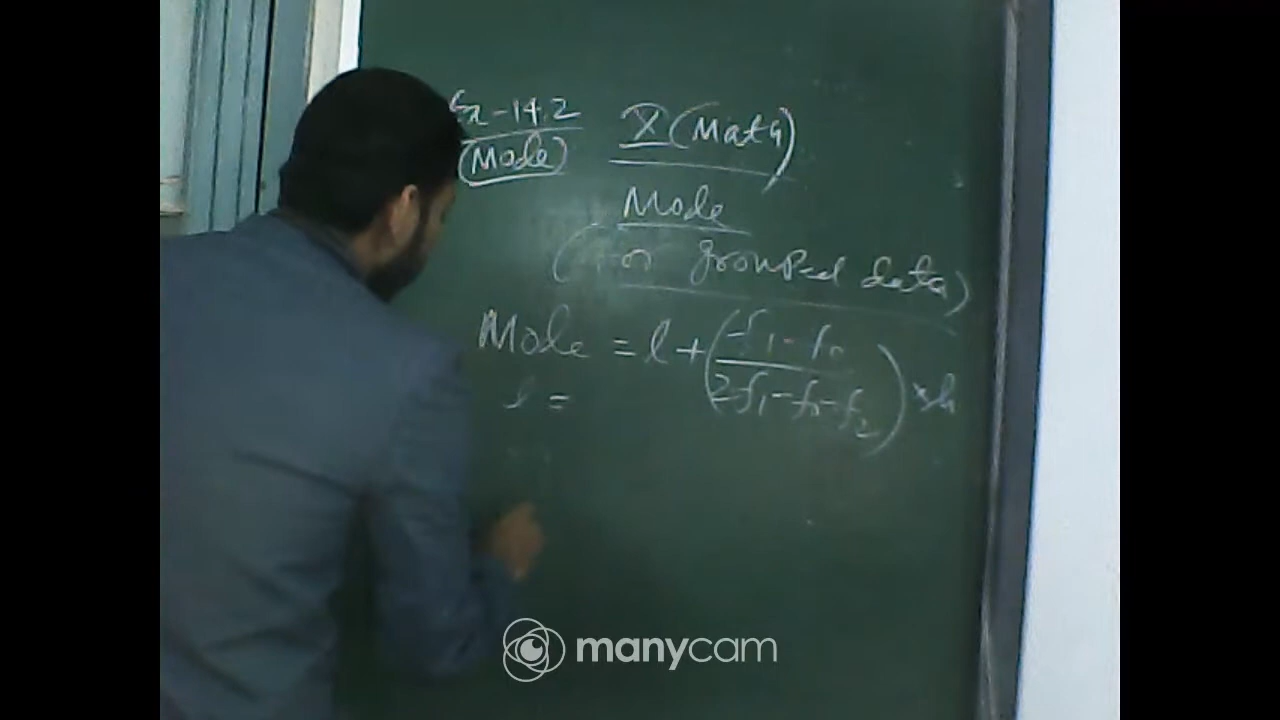 Ex-14.2 X (Math)
(Mode)
Mode
(For grouped data)
Mode = l + (f₁ - f₀ / 2f₁ - f₀ - f₂) × h
l =
manycam